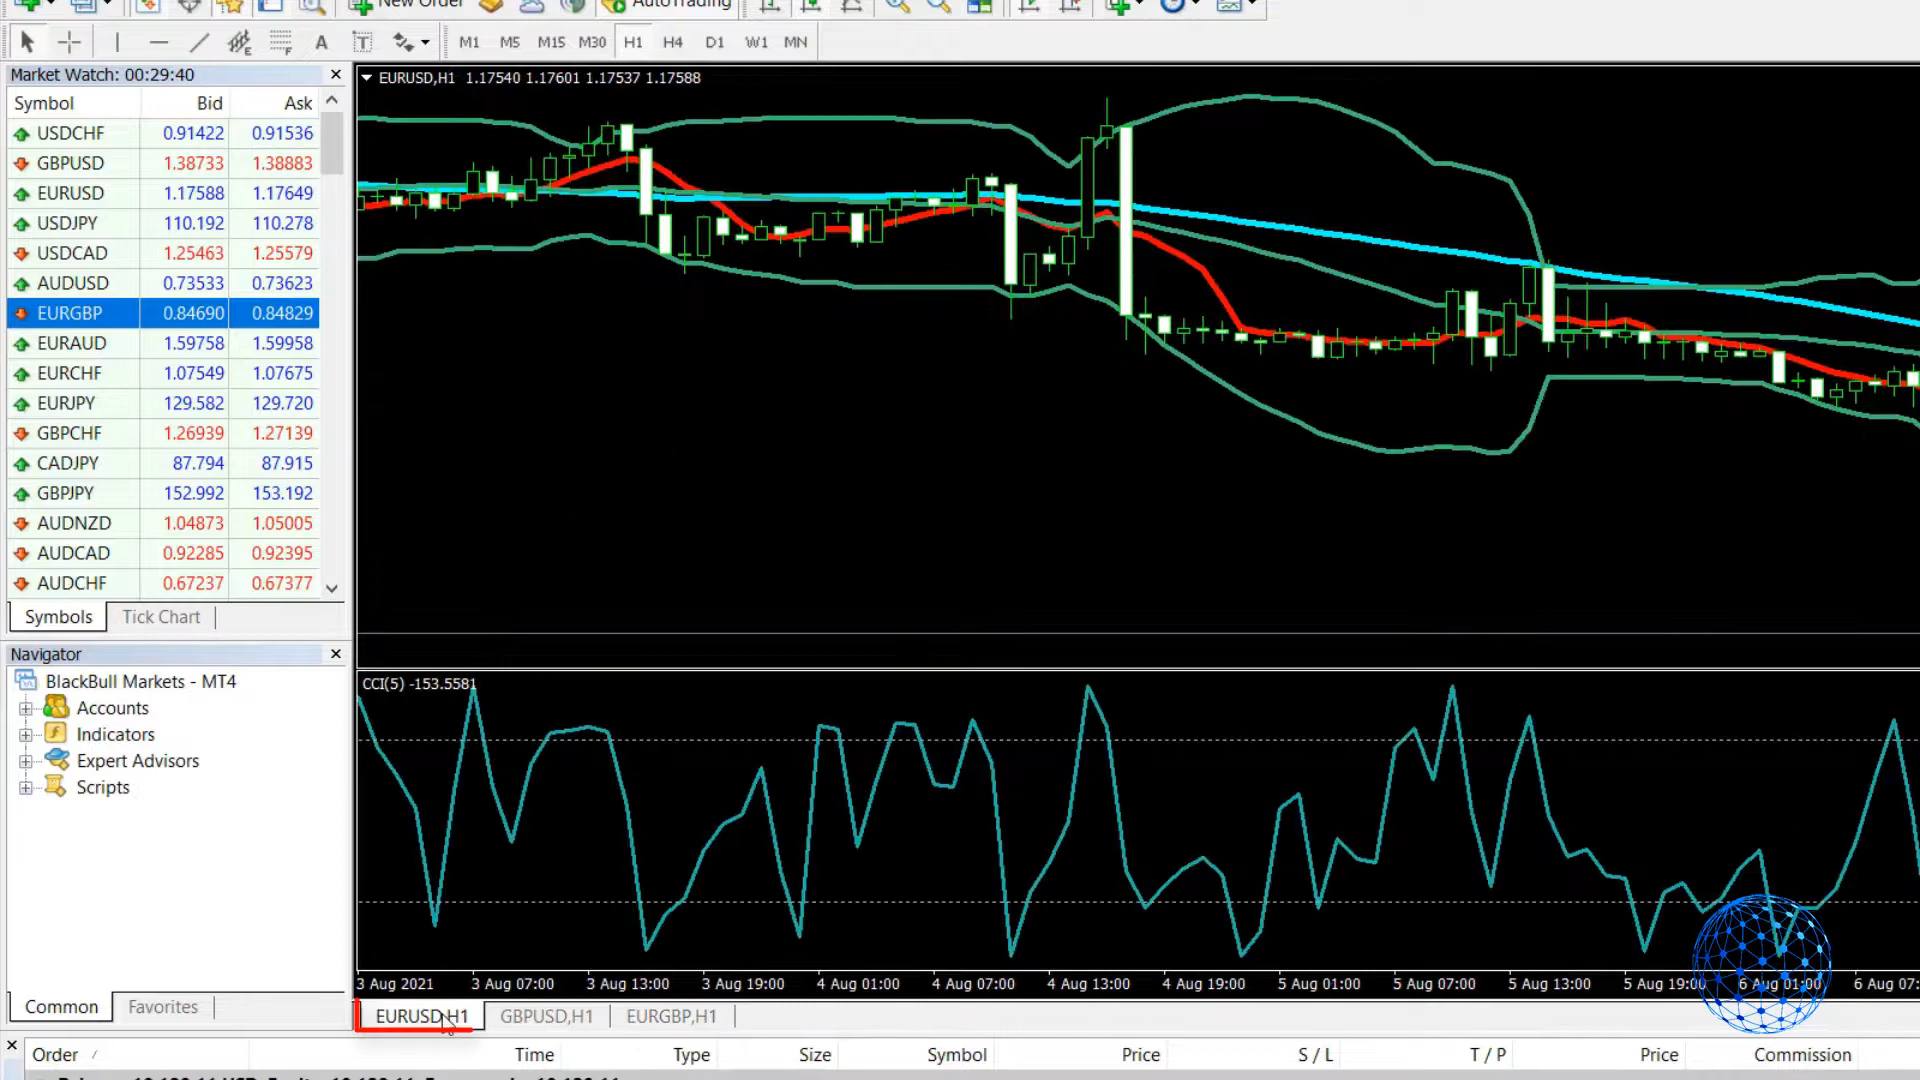 New Order AutoTrading
A T M1 M5 M15 M30 H1 H4 D1 W1 MN
Market Watch: 00:29:40
Symbol Bid Ask
USDCHF 0.91422 0.91536
GBPUSD 1.38733 1.38883
EURUSD 1.17588 1.17649
USDJPY 110.192 110.278
USDCAD 1.25463 1.25579
AUDUSD 0.73533 0.73623
EURGBP 0.84690 0.84829
EURAUD 1.59758 1.59958
EURCHF 1.07549 1.07675
EURJPY 129.582 129.720
GBPCHF 1.26939 1.27139
CADJPY 87.794 87.915
GBPJPY 152.992 153.192
AUDNZD 1.04873 1.05005
AUDCAD 0.92285 0.92395
AUDCHF 0.67237 0.67377
Symbols Tick Chart
Navigator
BlackBull Markets - MT4
Accounts
Indicators
Expert Advisors
Scripts
Common Favorites
EURUSD,H1 1.17540 1.17601 1.17537 1.17588
CCI(5) -153.5581
3 Aug 2021 3 Aug 07:00 3 Aug 13:00 3 Aug 19:00 4 Aug 01:00 4 Aug 07:00 4 Aug 13:00 4 Aug 19:00 5 Aug 01:00 5 Aug 07:00 5 Aug 13:00 5 Aug 19:00 6 Aug 01:00 6 Aug 07:
EURUSD,H1 GBPUSD,H1 EURGBP,H1
Order / Time Type Size Symbol Price S / L T / P Price Commission